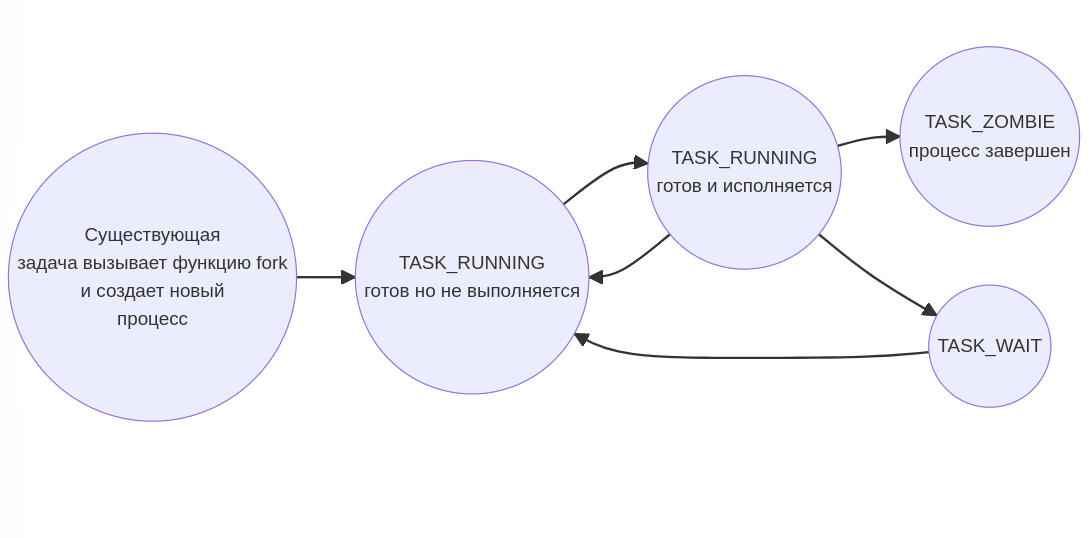 Существующая
задача вызывает функцию fork
и создает новый
процесс
TASK_RUNNING
готов но не выполняется
TASK_RUNNING
готов и исполняется
TASK_ZOMBIE
процесс завершен
TASK_WAIT